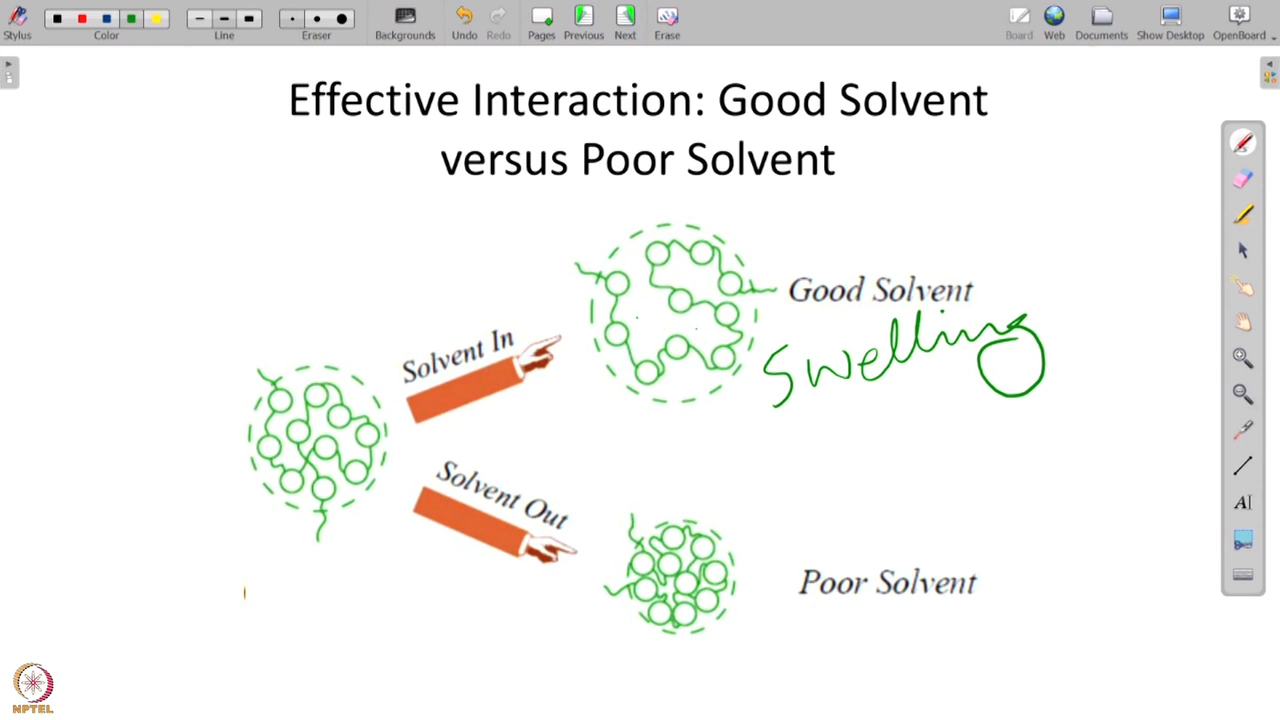 Stylus
Color
Line
Eraser
Backgrounds
Undo
Redo
Pages
Previous
Next
Erase
Board
Web
Documents
Show Desktop
OpenBoard
Effective Interaction: Good Solvent
versus Poor Solvent
Solvent In
Good Solvent
Swelling
Solvent Out
Poor Solvent
AI
NPTEL